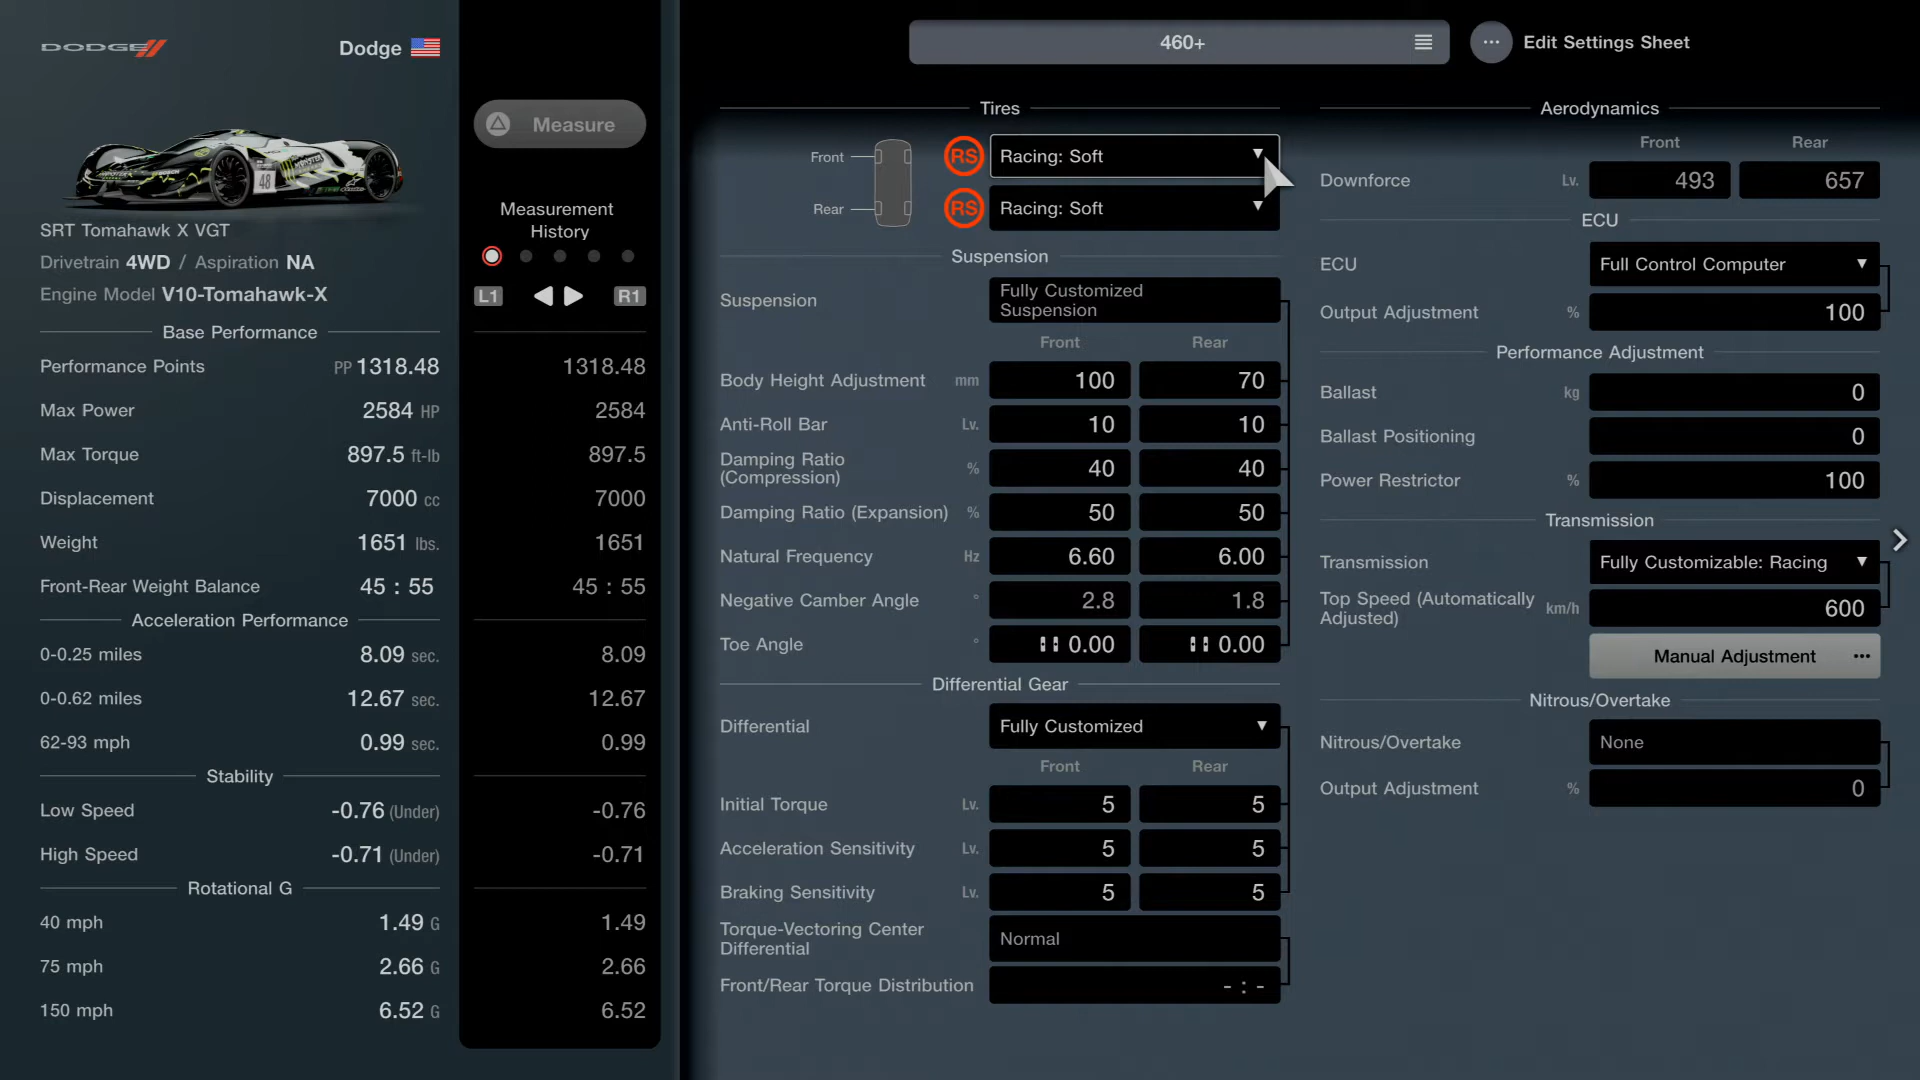 DODGE
Dodge
SRT Tomahawk X VGT
Drivetrain 4WD / Aspiration NA
Engine Model V10-Tomahawk-X
Base Performance
Performance Points PP 1318.48
Max Power 2584 HP
Max Torque 897.5 ft-lb
Displacement 7000 cc
Weight 1651 lbs.
Front-Rear Weight Balance 45 : 55
Acceleration Performance
0-0.25 miles 8.09 sec.
0-0.62 miles 12.67 sec.
62-93 mph 0.99 sec.
Stability
Low Speed -0.76 (Under)
High Speed -0.71 (Under)
Rotational G
40 mph 1.49 G
75 mph 2.66 G
150 mph 6.52 G
Measure
Measurement
History
L1 R1
1318.48
2584
897.5
7000
1651
45 : 55
8.09
12.67
0.99
-0.76
-0.71
1.49
2.66
6.52
460+
Edit Settings Sheet
Tires
Front RS Racing: Soft
Rear RS Racing: Soft
Suspension
Suspension Fully Customized
Suspension
Front Rear
Body Height Adjustment mm 100 70
Anti-Roll Bar Lv. 10 10
Damping Ratio
(Compression) % 40 40
Damping Ratio (Expansion) % 50 50
Natural Frequency Hz 6.60 6.00
Negative Camber Angle ° 2.8 1.8
Toe Angle ° 0.00 0.00
Differential Gear
Differential Fully Customized
Front Rear
Initial Torque Lv. 5 5
Acceleration Sensitivity Lv. 5 5
Braking Sensitivity Lv. 5 5
Torque-Vectoring Center
Differential Normal
Front/Rear Torque Distribution - : -
Aerodynamics
Front Rear
Downforce Lv. 493 657
ECU
ECU Full Control Computer
Output Adjustment % 100
Performance Adjustment
Ballast kg 0
Ballast Positioning 0
Power Restrictor % 100
Transmission
Transmission Fully Customizable: Racing
Top Speed (Automatically
Adjusted) km/h 600
Manual Adjustment
Nitrous/Overtake
Nitrous/Overtake None
Output Adjustment % 0